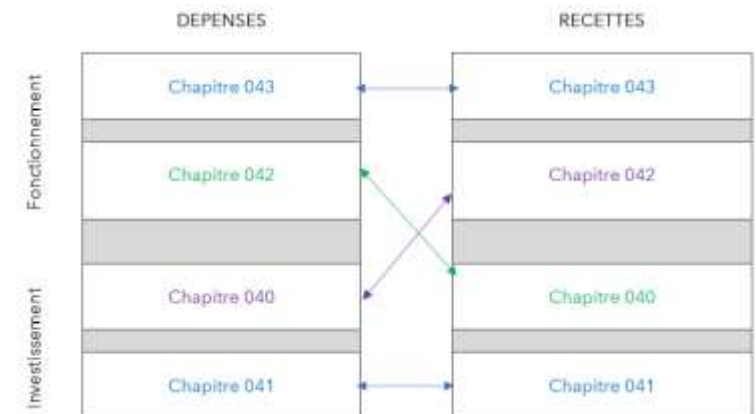 DEPENSES RECETTES
Fonctionnement
Chapitre 043 Chapitre 043
Chapitre 042 Chapitre 042
Investissement
Chapitre 040 Chapitre 040
Chapitre 041 Chapitre 041